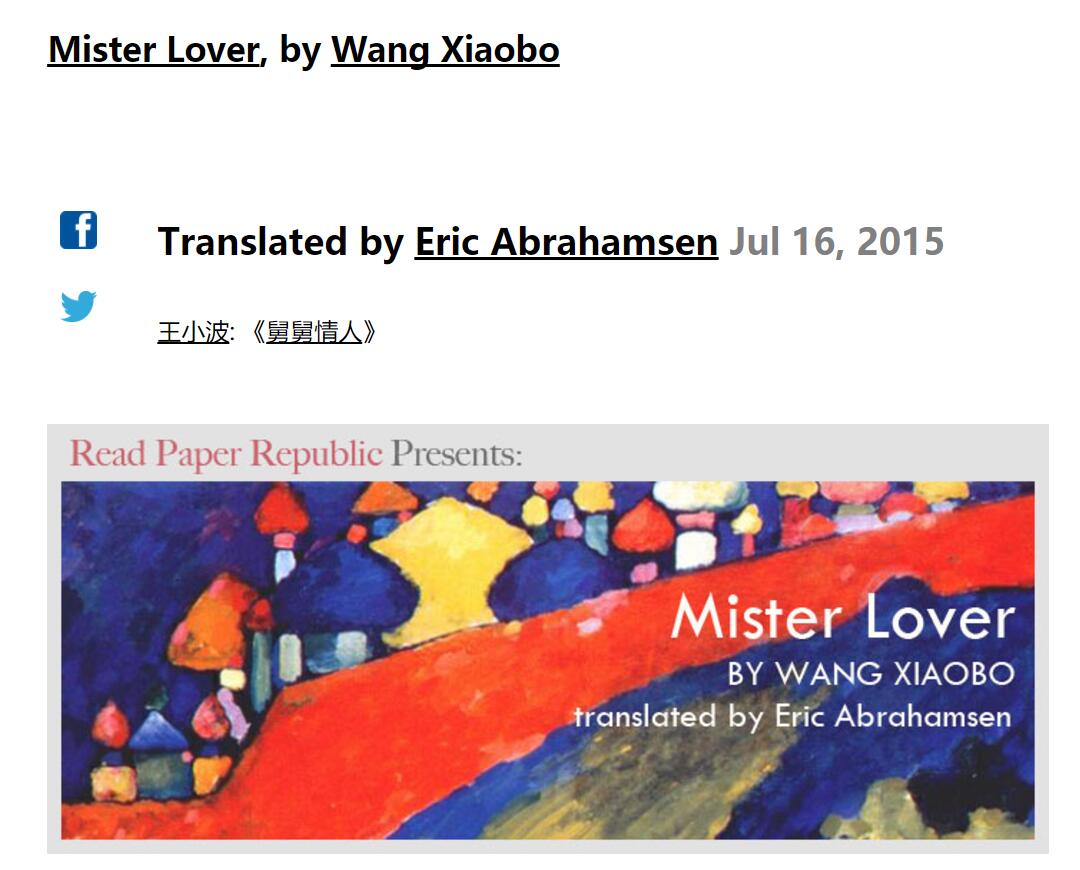 Mister Lover, by Wang Xiaobo
Translated by Eric Abrahamsen Jul 16, 2015
王小波: 《舅舅情人》
Read Paper Republic Presents:
Mister Lover
BY WANG XIAOBO
translated by Eric Abrahamsen